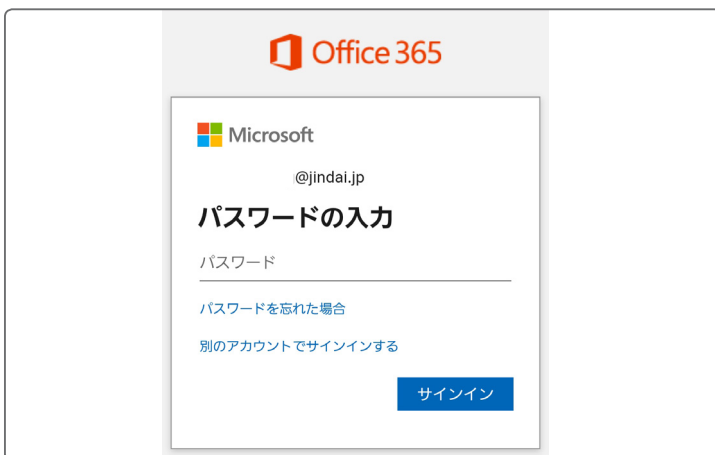 Office 365
Microsoft
@jindai.jp
パスワードの入力
パスワード
パスワードを忘れた場合
別のアカウントでサインインする
サインイン